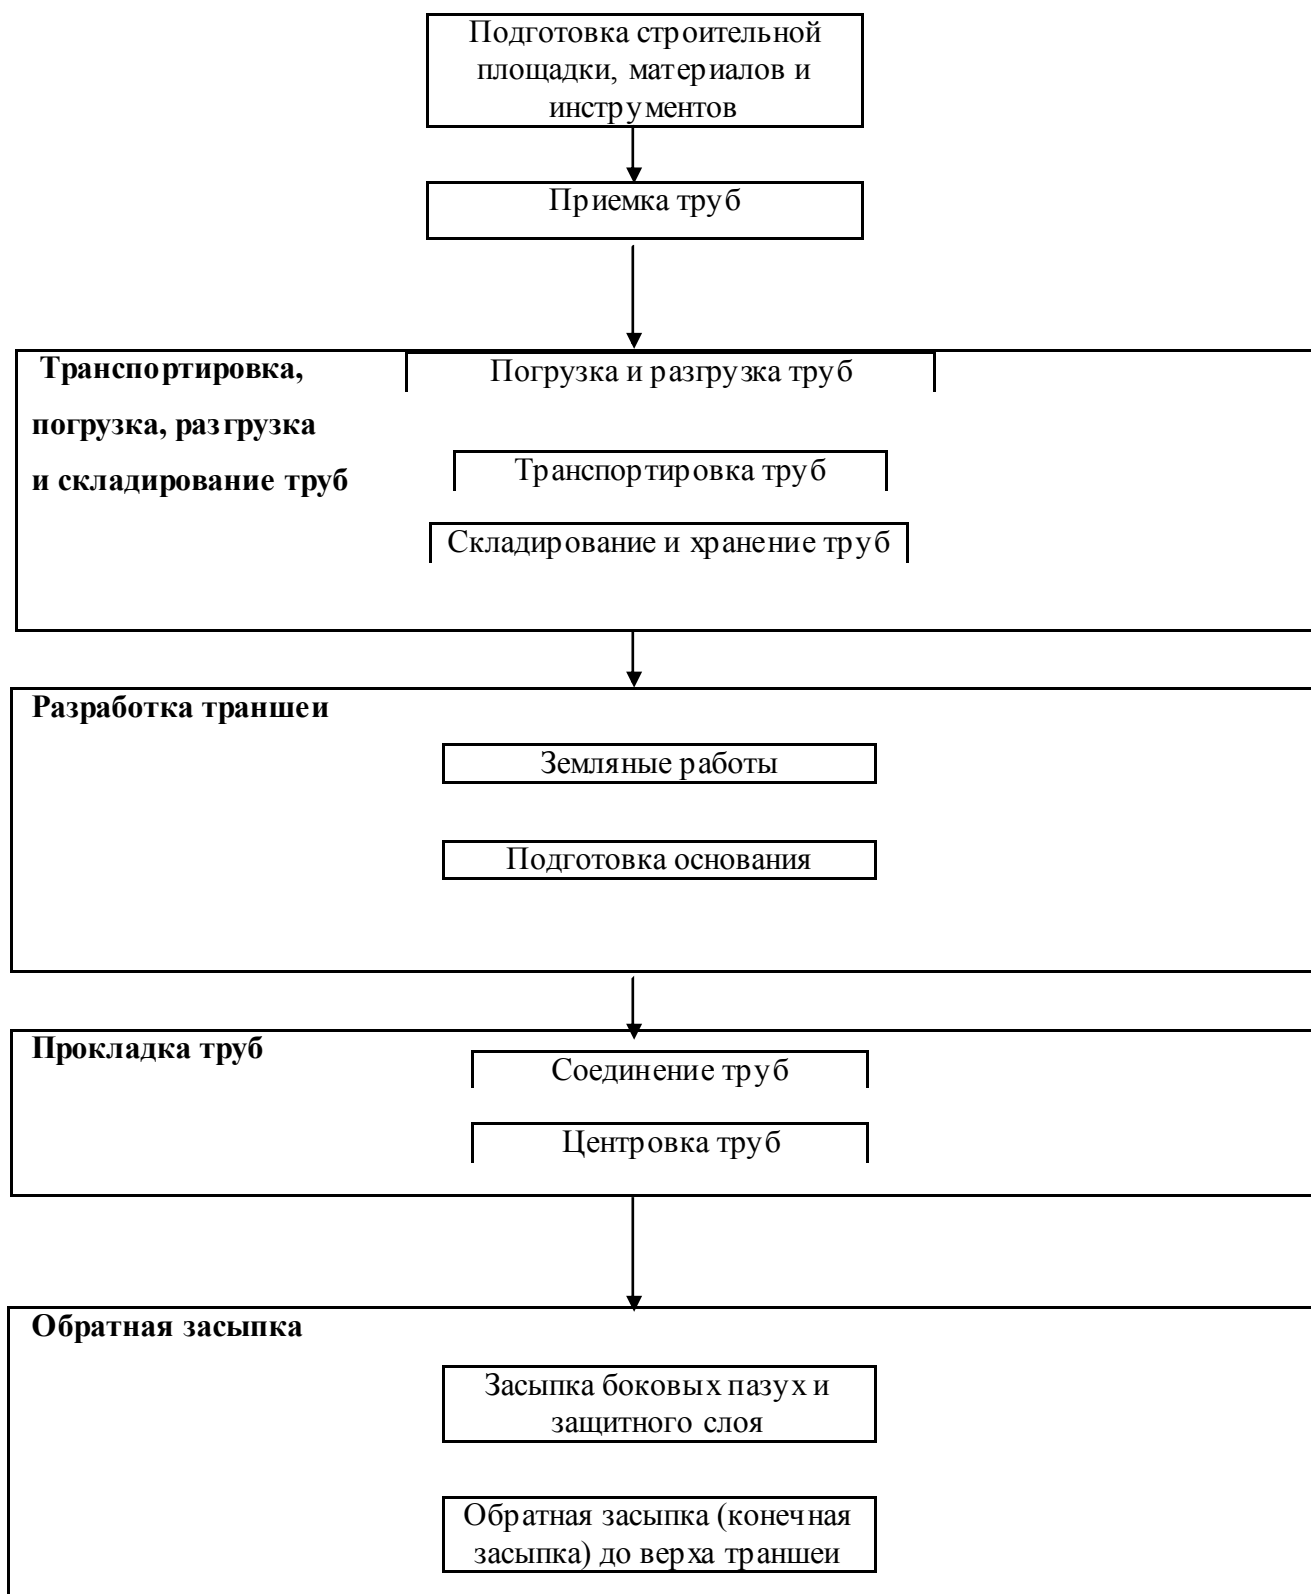 Подготовка строительной
площадки, материалов и
инструментов
Приемка труб
Транспортировка,
погрузка, разгрузка
и складирование труб
Погрузка и разгрузка труб
Транспортировка труб
Складирование и хранение труб
Разработка траншеи
Земляные работы
Подготовка основания
Прокладка труб
Соединение труб
Центровка труб
Обратная засыпка
Засыпка боковых пазух и
защитного слоя
Обратная засыпка (конечная
засыпка) до верха траншеи